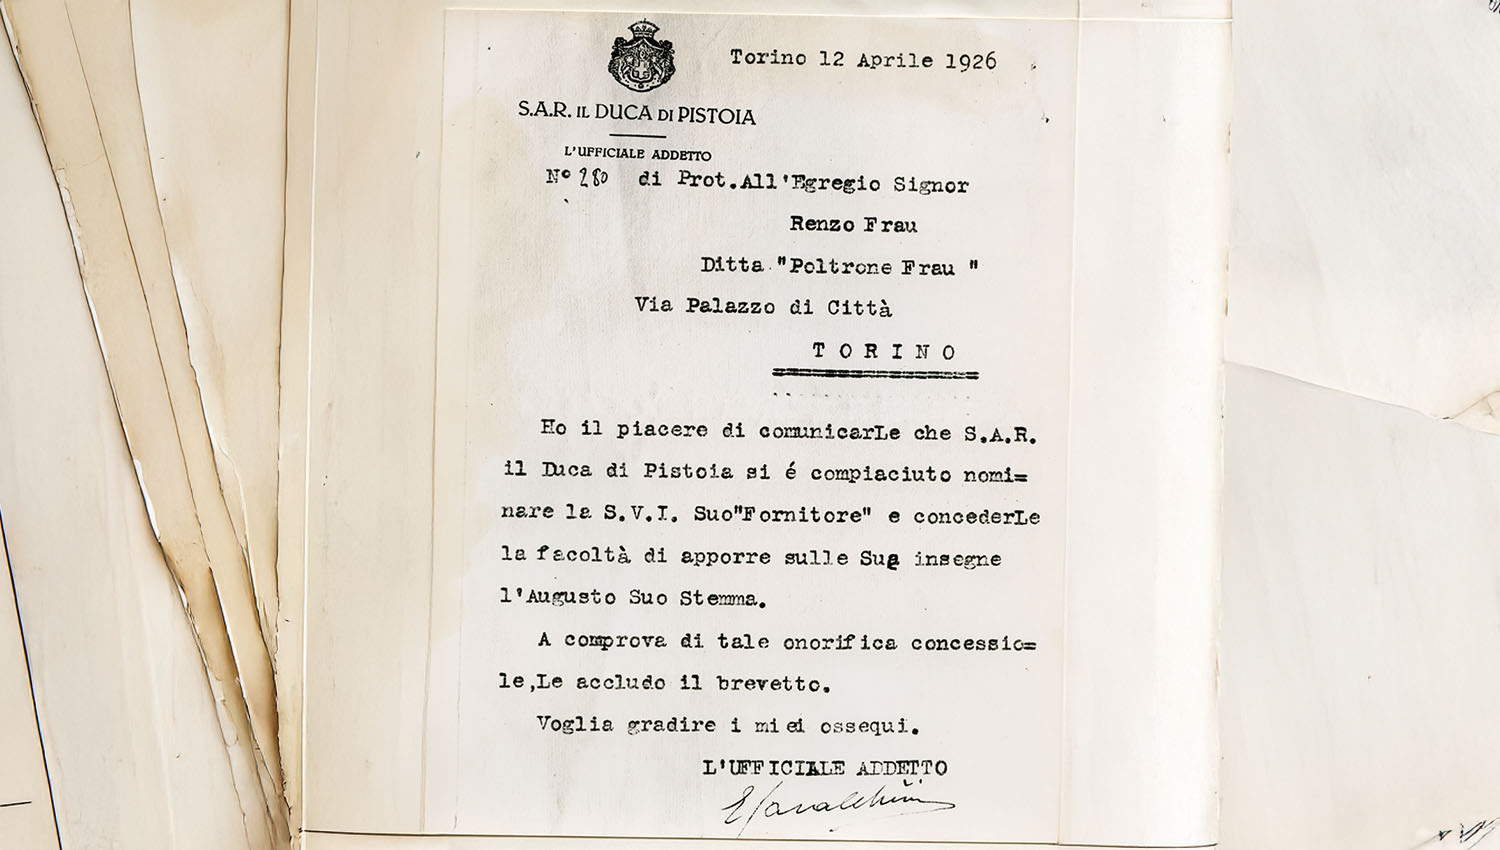 Torino 12 Aprile 1926
S.A.R. IL DUCA DI PISTOIA
L'UFFICIALE ADDETTO
N° 280 di Prot. All'Egregio Signor
Renzo Frau
Ditta "Poltrone Frau "
Via Palazzo di Città
TORINO
Ho il piacere di comunicarLe che S.A.R.
il Duca di Pistoia si é compiaciuto nomi=
nare la S.V.I. Suo"Fornitore" e concederLe
la facoltà di apporre sulle Sue insegne
l'Augusto Suo Stemma.
A comprova di tale onorifica concessio=
le,Le accludo il brevetto.
Voglia gradire i miei ossequi.
L'UFFICIALE ADDETTO